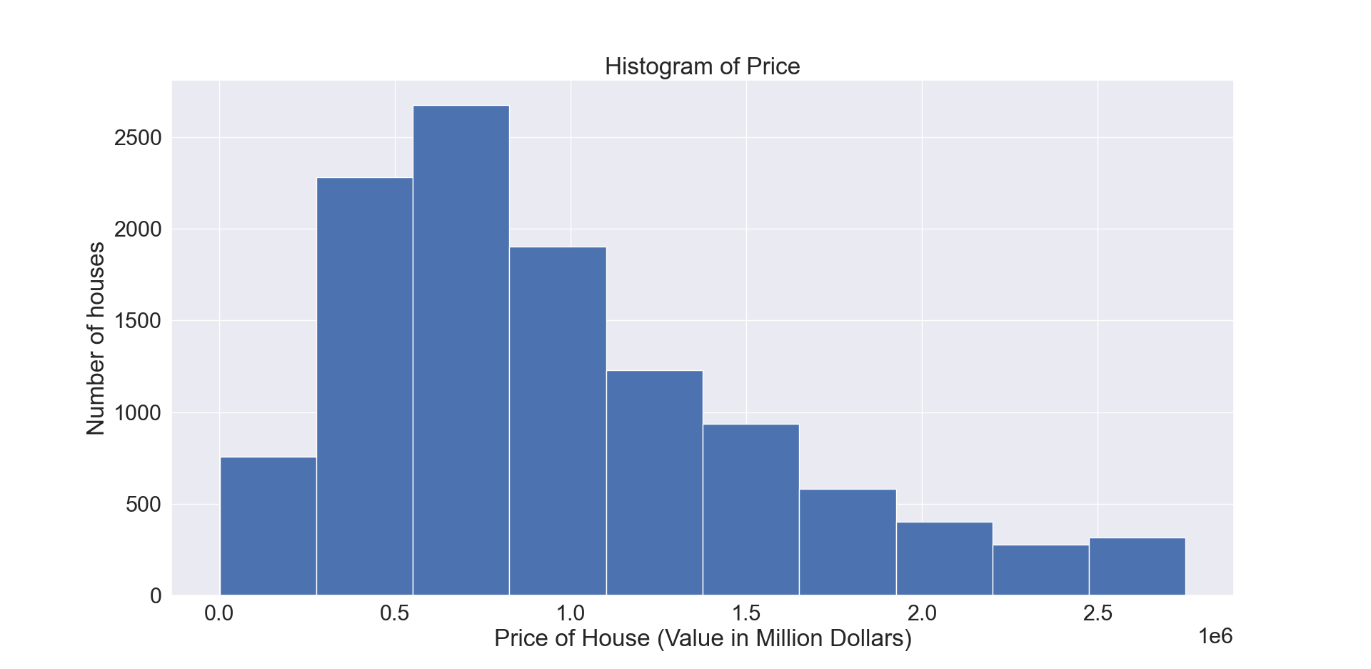 Histogram of Price
2500
2000
1500
1000
500
0
Number of houses
0.0 0.5 1.0 1.5 2.0 2.5
1e6
Price of House (Value in Million Dollars)